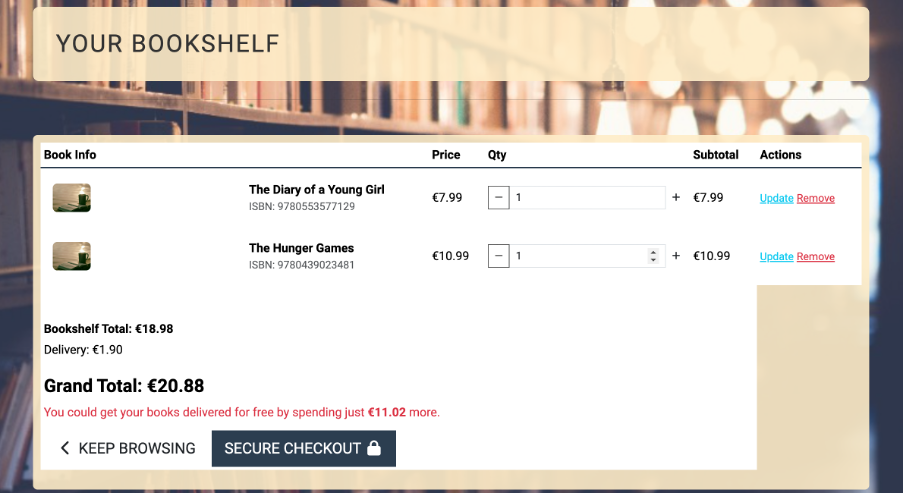 YOUR BOOKSHELF
Book Info Price Qty Subtotal Actions
The Diary of a Young Girl
ISBN: 9780553577129
€7.99 − 1 + €7.99 Update Remove
The Hunger Games
ISBN: 9780439023481
€10.99 − 1 + €10.99 Update Remove
Bookshelf Total: €18.98
Delivery: €1.90
Grand Total: €20.88
You could get your books delivered for free by spending just €11.02 more.
KEEP BROWSING SECURE CHECKOUT